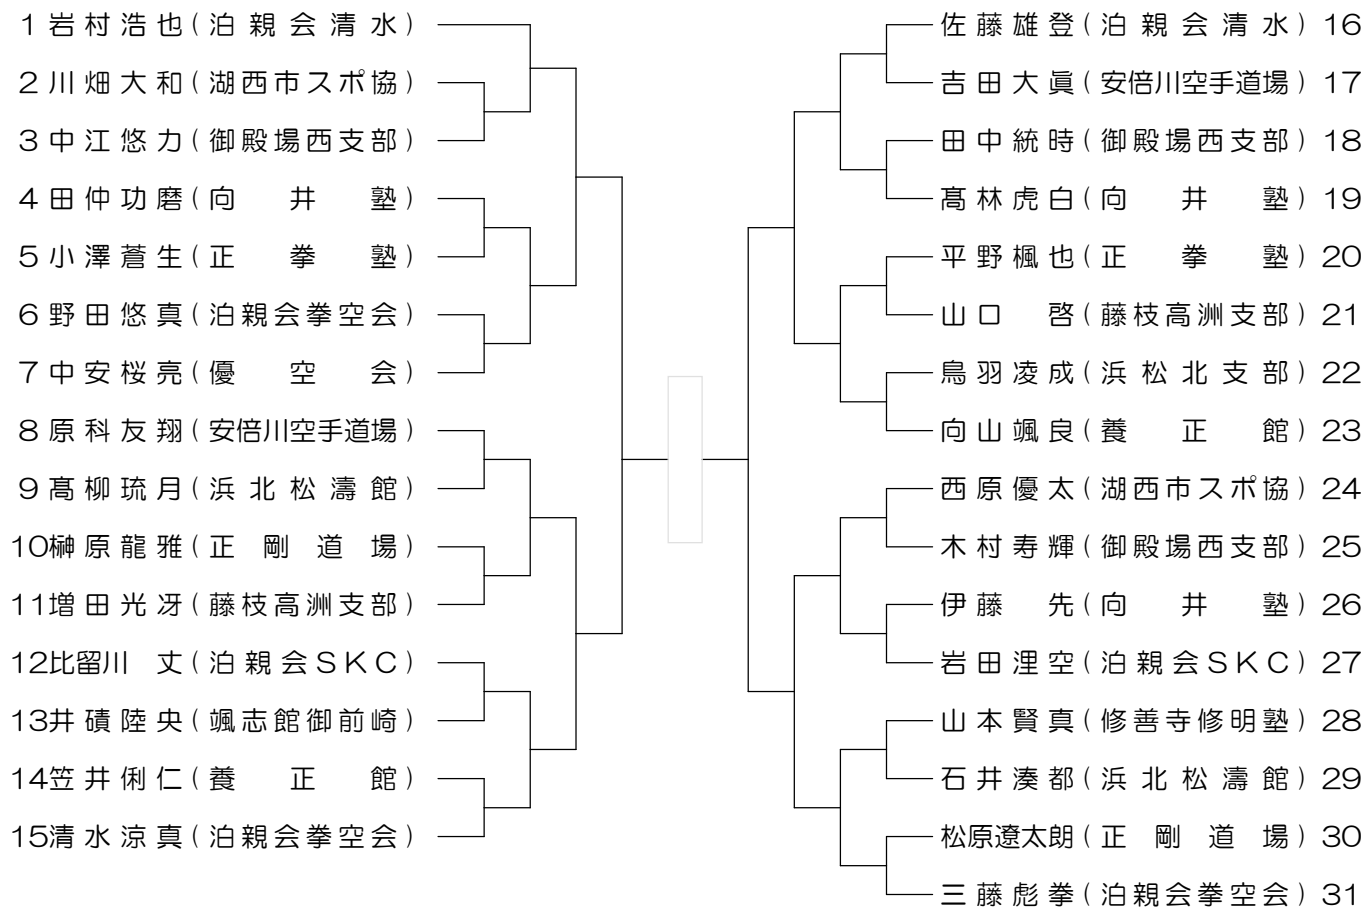 1 岩村浩也(泊親会清水)
2 川畑大和(湖西市スポ協)
3 中江悠力(御殿場西支部)
4 田仲功磨(向井塾)
5 小澤蒼生(正拳塾)
6 野田悠真(泊親会拳空会)
7 中安桜亮(優空会)
8 原科友翔(安倍川空手道場)
9 髙柳琉月(浜北松濤館)
10 榊原龍雅(正剛道場)
11 増田光冴(藤枝高洲支部)
12 比留川 丈(泊親会SKC)
13 井磧陸央(颯志館御前崎)
14 笠井俐仁(養正館)
15 清水涼真(泊親会拳空会)
佐藤雄登(泊親会清水) 16
吉田大眞(安倍川空手道場) 17
田中統時(御殿場西支部) 18
髙林虎白(向井塾) 19
平野楓也(正拳塾) 20
山口 啓(藤枝高洲支部) 21
鳥羽凌成(浜松北支部) 22
向山颯良(養正館) 23
西原優太(湖西市スポ協) 24
木村寿輝(御殿場西支部) 25
伊藤 先(向井塾) 26
岩田浬空(泊親会SKC) 27
山本賢真(修善寺修明塾) 28
石井湊都(浜北松濤館) 29
松原遼太朗(正剛道場) 30
三藤彪拳(泊親会拳空会) 31